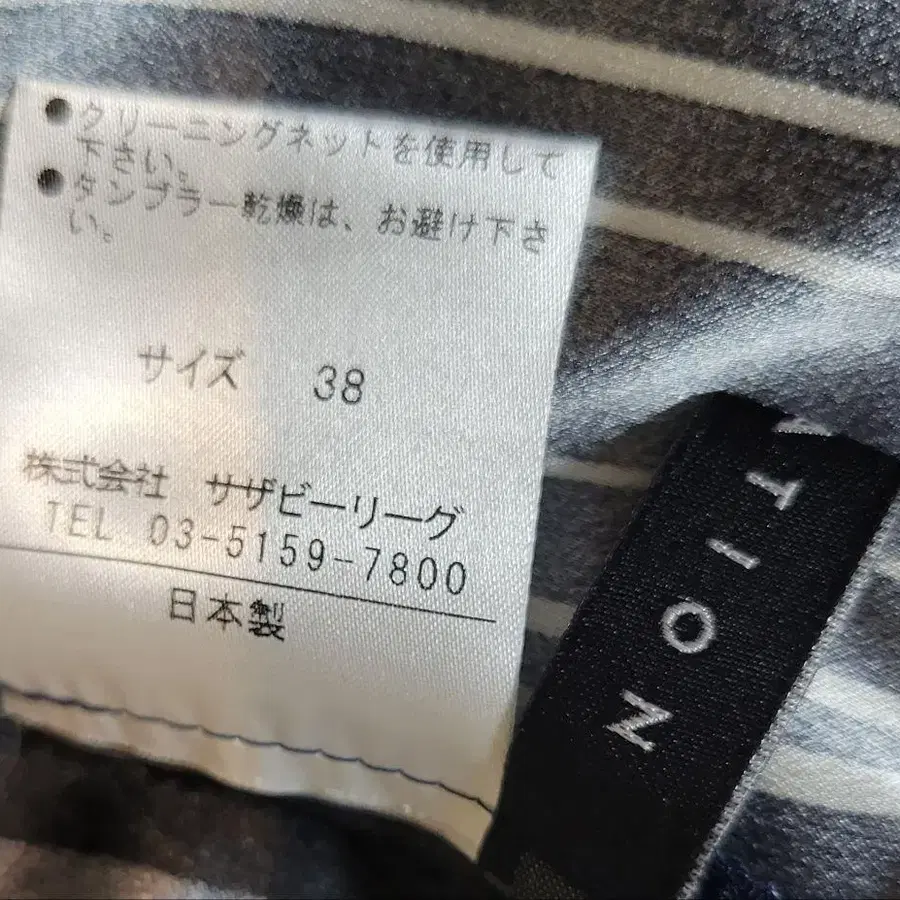 ●クリーニングネットを使用して
下さい。
●タンブラー乾燥は、お避け下さ
い。
サイズ 38
株式会社 サザビーリーグ
TEL 03-5159-7800
日本製
ATION